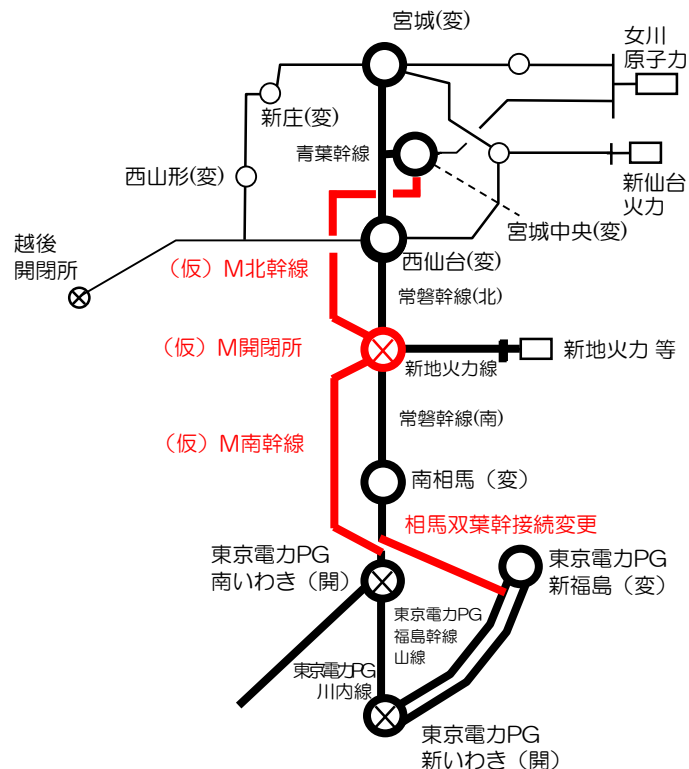 宮城(変)
女川
原子力
新庄(変)
青葉幹線
西山形(変)
新仙台
火力
宮城中央(変)
越後
開閉所
西仙台(変)
（仮）M北幹線
常磐幹線(北)
（仮）M開閉所
新地火力 等
新地火力線
常磐幹線(南)
（仮）M南幹線
南相馬（変）
相馬双葉幹接続変更
東京電力PG
南いわき（開）
東京電力PG
新福島（変）
東京電力PG
福島幹線
山線
東京電力PG
川内線
東京電力PG
新いわき（開）